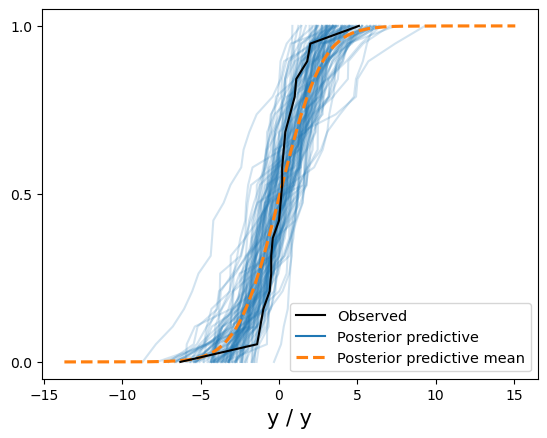 1.0
0.5
0.0
Observed
Posterior predictive
Posterior predictive mean
−15 −10 −5 0 5 10 15
y / y